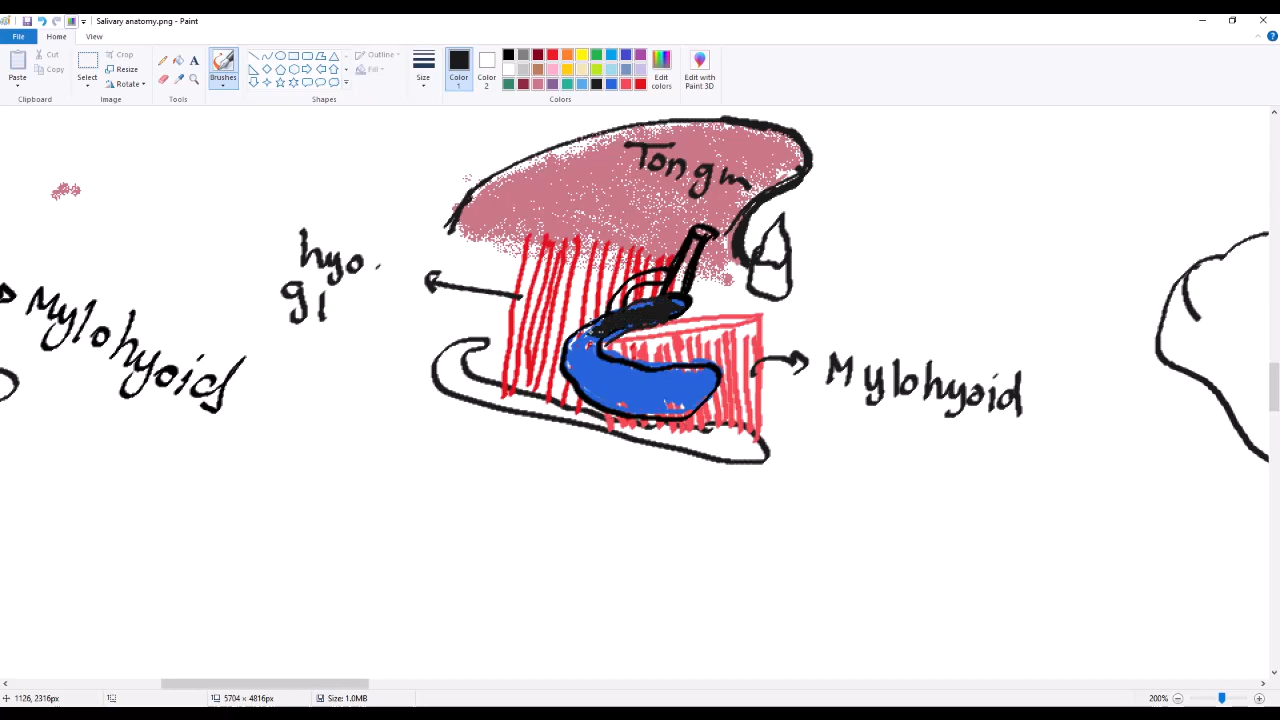 Salivary anatomy.png - Paint
File
Home
View
Paste
Cut
Copy
Clipboard
Select
Crop
Resize
Rotate
Image
Tools
Brushes
Shapes
Outline
Fill
Size
Color 1
Color 2
Colors
Edit colors
Edit with Paint 3D
Tongu
hyo.
gl
Mylohyoid
Mylohyoid
1126, 2316px
5704 × 4816px
Size: 1.0MB
200%